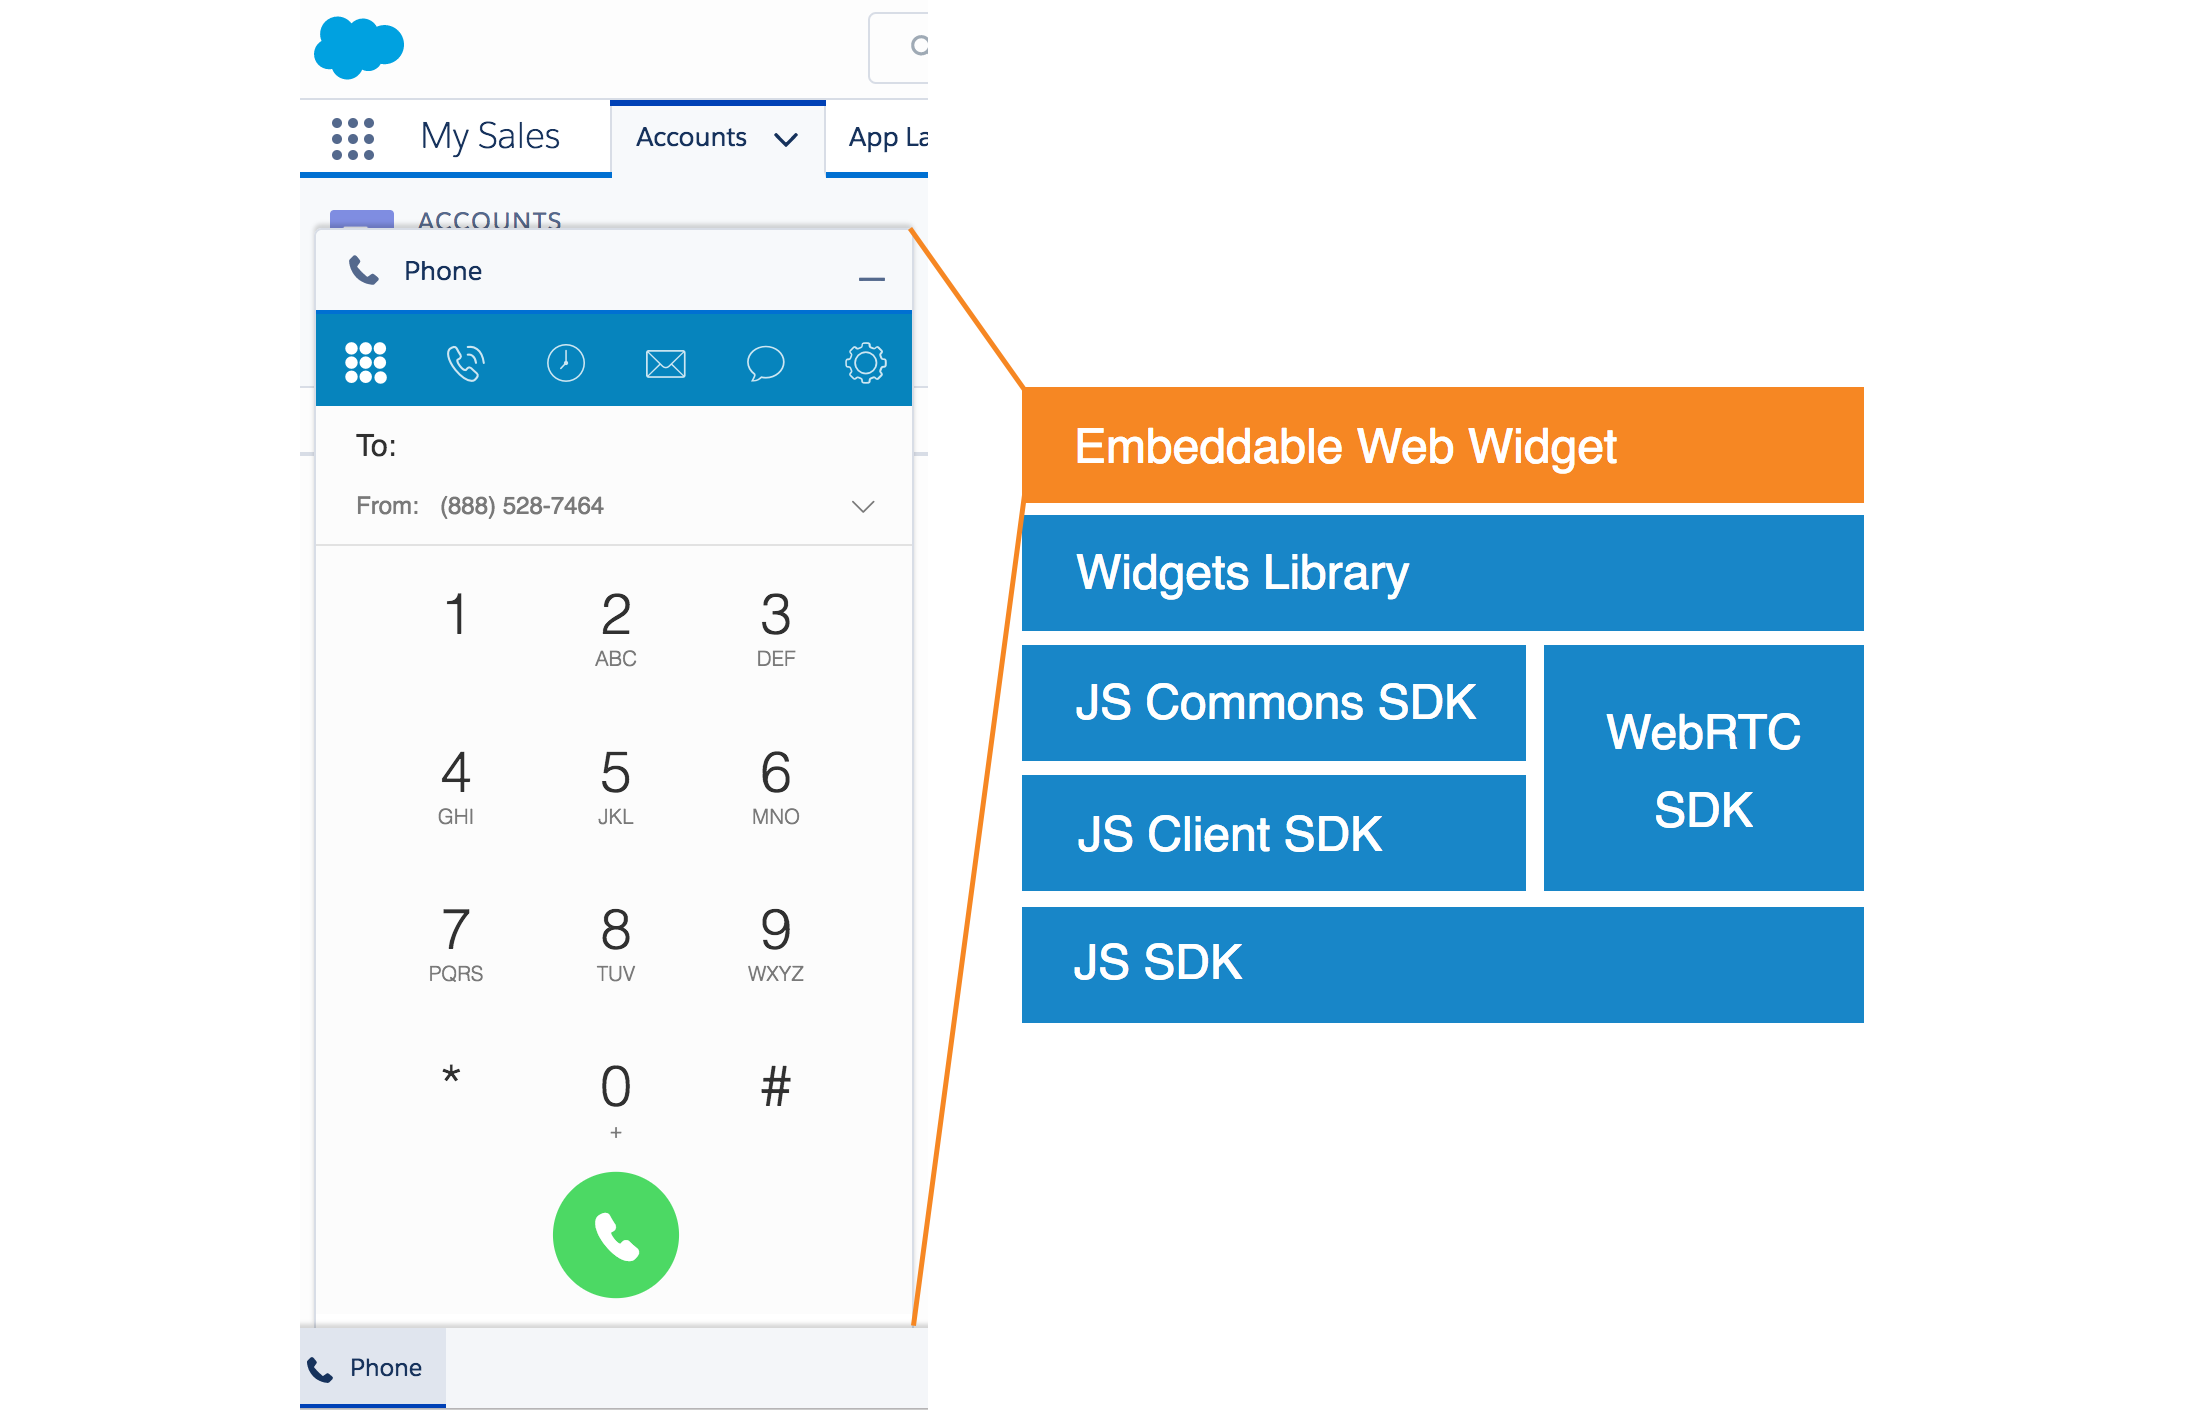 My Sales
Accounts
App La
ACCOUNTS
Phone
To:
From: (888) 528-7464
1 2 3
ABC DEF
4 5 6
GHI JKL MNO
7 8 9
PQRS TUV WXYZ
* 0 #
+
Phone
Embeddable Web Widget
Widgets Library
JS Commons SDK
JS Client SDK
WebRTC
SDK
JS SDK